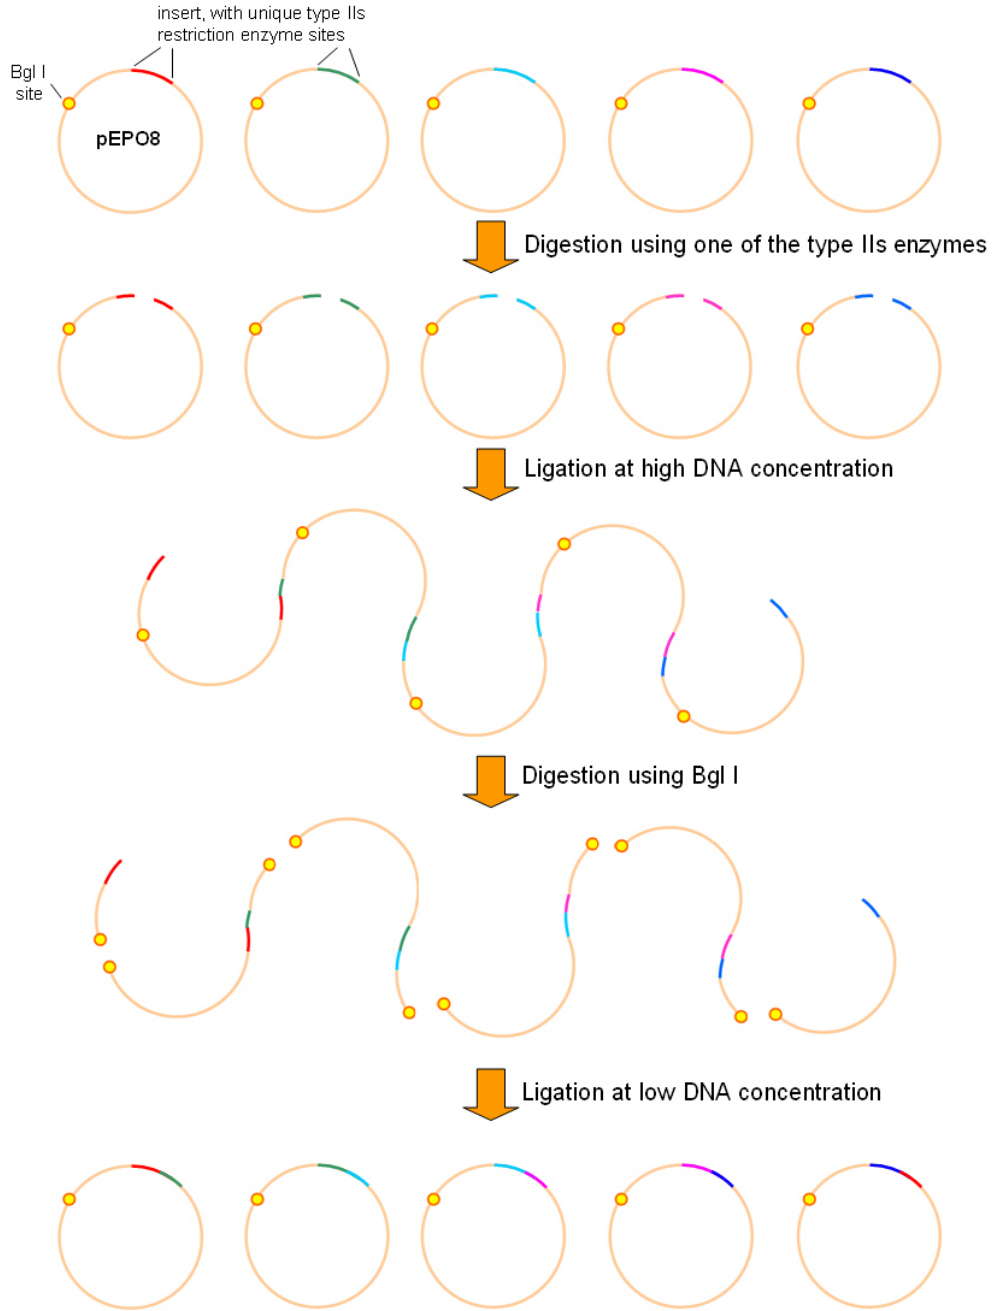 insert, with unique type IIs
restriction enzyme sites
Bgl I
site
pEPO8
Digestion using one of the type IIs enzymes
Ligation at high DNA concentration
Digestion using Bgl I
Ligation at low DNA concentration